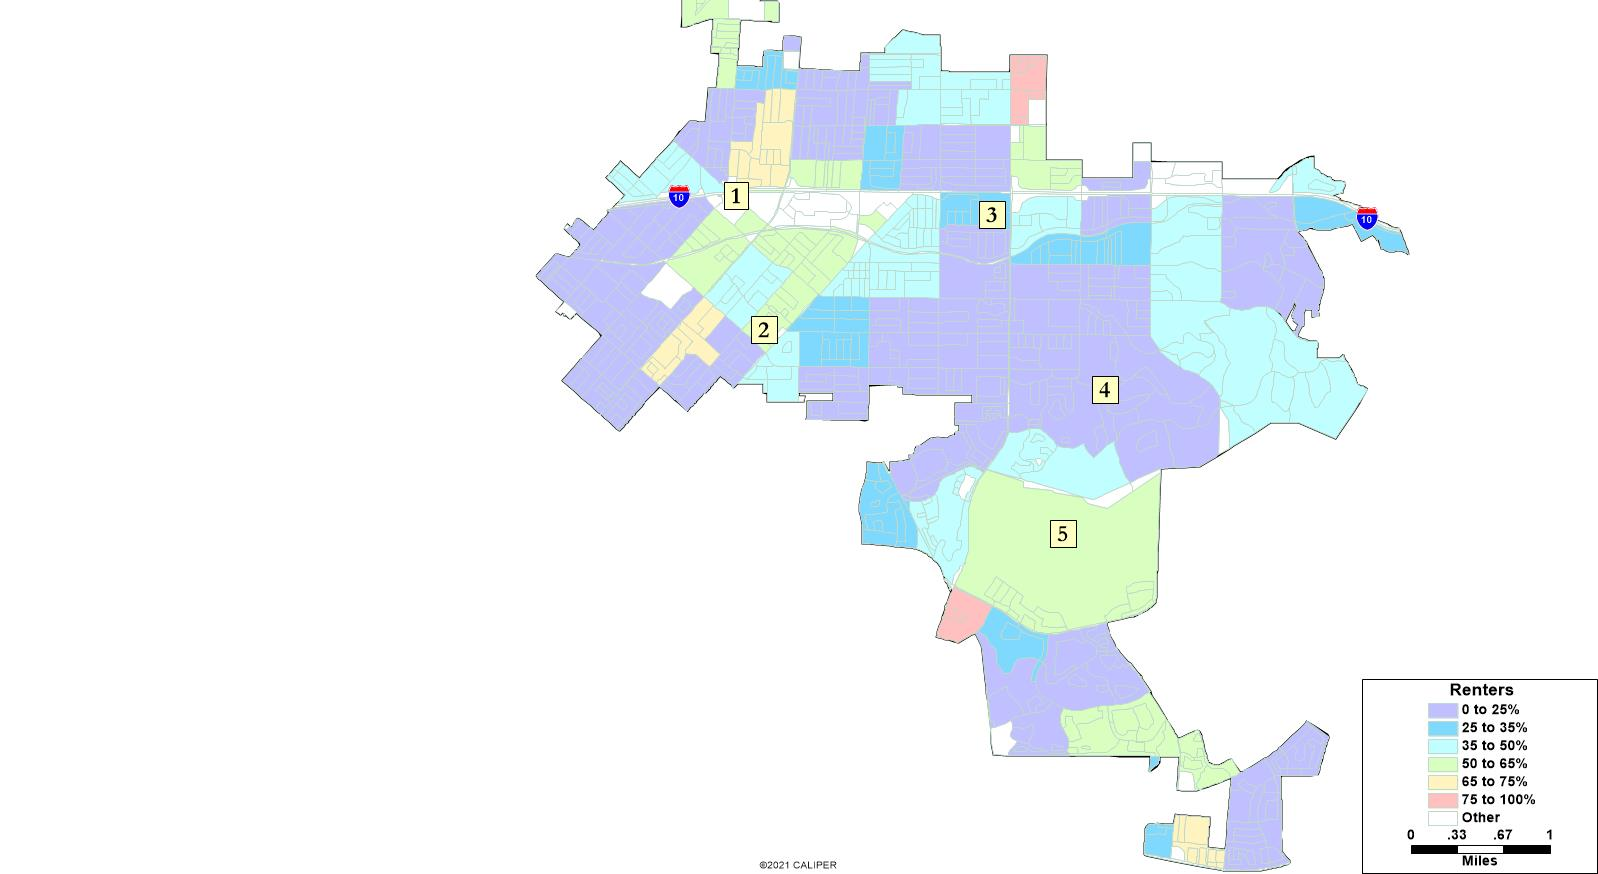 10
1
3
10
2
4
5
Renters
0 to 25%
25 to 35%
35 to 50%
50 to 65%
65 to 75%
75 to 100%
Other
0 .33 .67 1
Miles
©2021 CALIPER